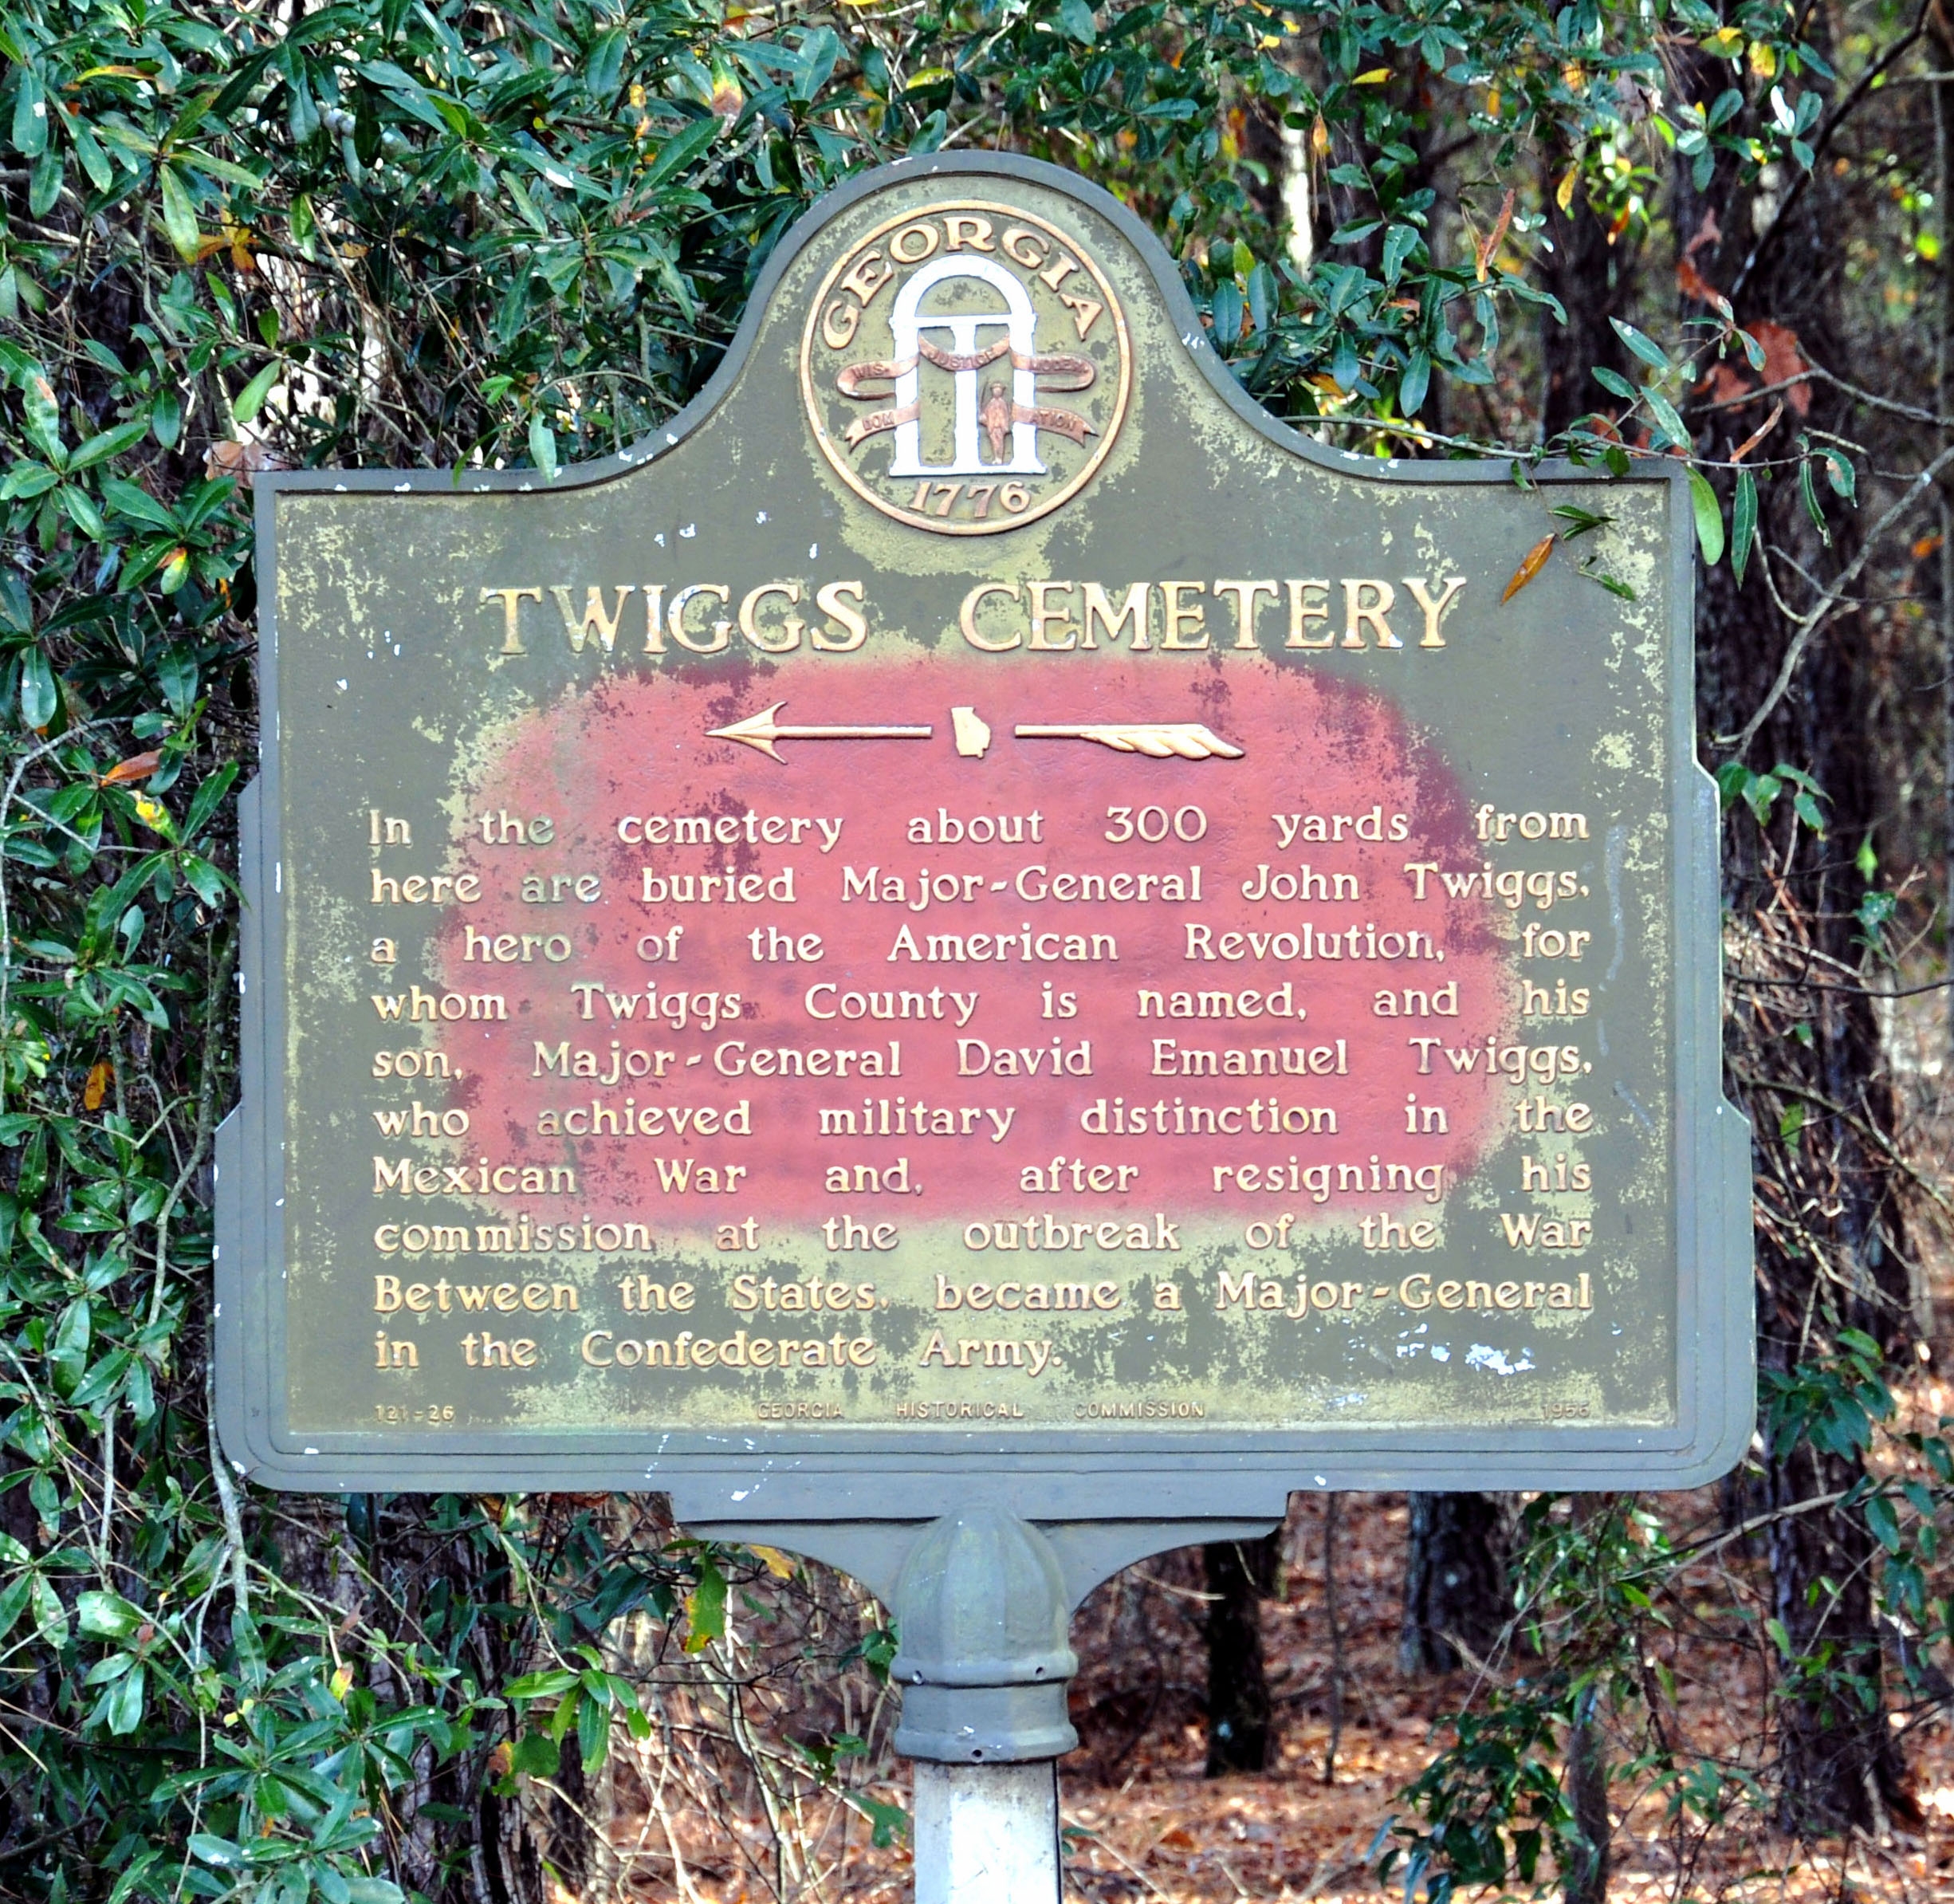 GEORGIA
WIS JUSTICE MODER
DOM ATION
1776
TWIGGS CEMETERY
In the cemetery about 300 yards from
here are buried Major-General John Twiggs,
a hero of the American Revolution, for
whom Twiggs County is named, and his
son, Major-General David Emanuel Twiggs,
who achieved military distinction in the
Mexican War and, after resigning his
commission at the outbreak of the War
Between the States, became a Major-General
in the Confederate Army.
121-26 GEORGIA HISTORICAL COMMISSION 1956